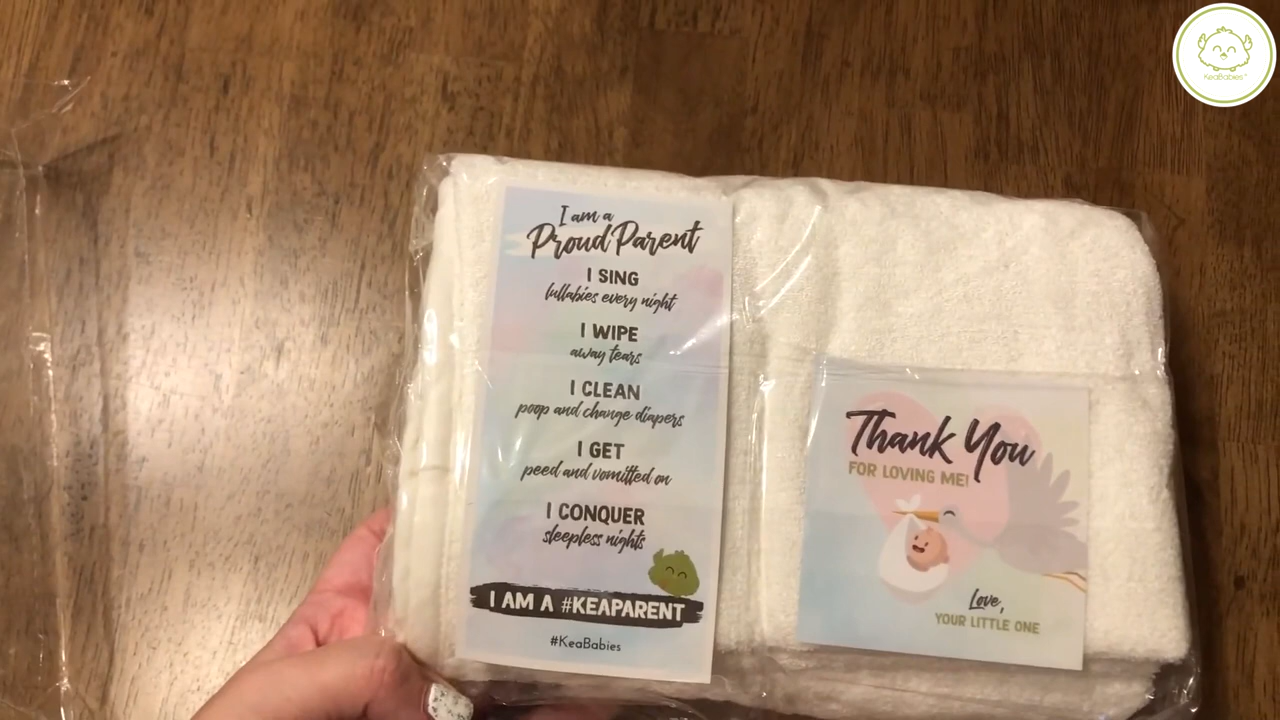 KeaBabies
I am a
Proud Parent
I SING
lullabies every night
I WIPE
away tears
I CLEAN
poop and change diapers
I GET
peed and vomitted on
I CONQUER
sleepless nights
I AM A #KEAPARENT
#KeaBabies
Thank You
FOR LOVING ME!
Love,
YOUR LITTLE ONE